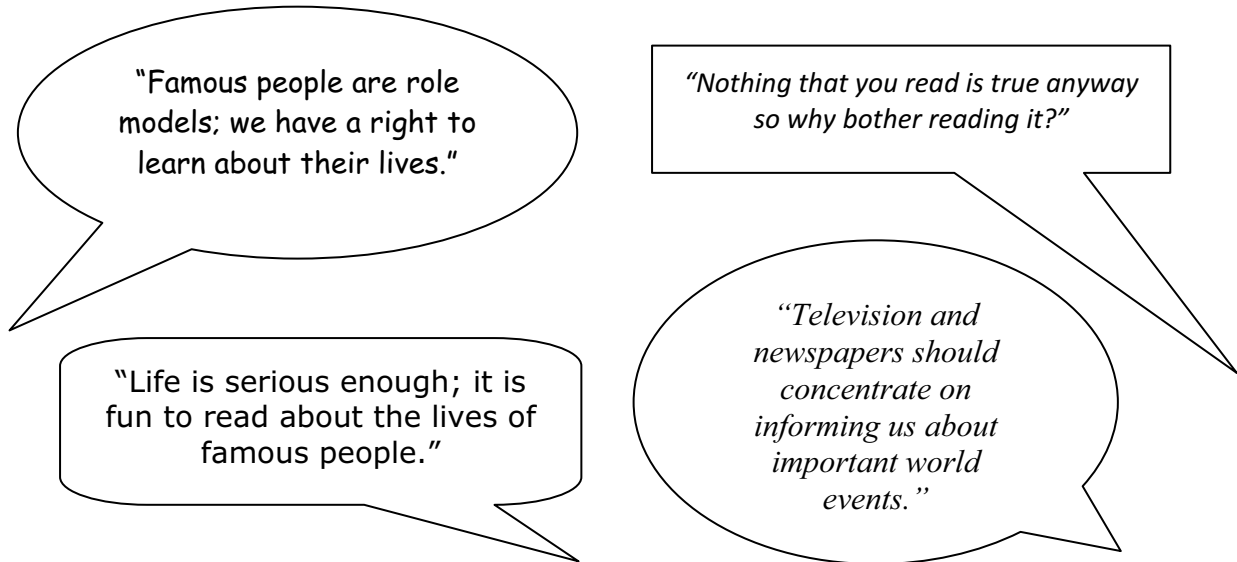 “Famous people are role
models; we have a right to
learn about their lives.”
“Nothing that you read is true anyway
so why bother reading it?”
“Life is serious enough; it is
fun to read about the lives of
famous people.”
“Television and
newspapers should
concentrate on
informing us about
important world
events.”